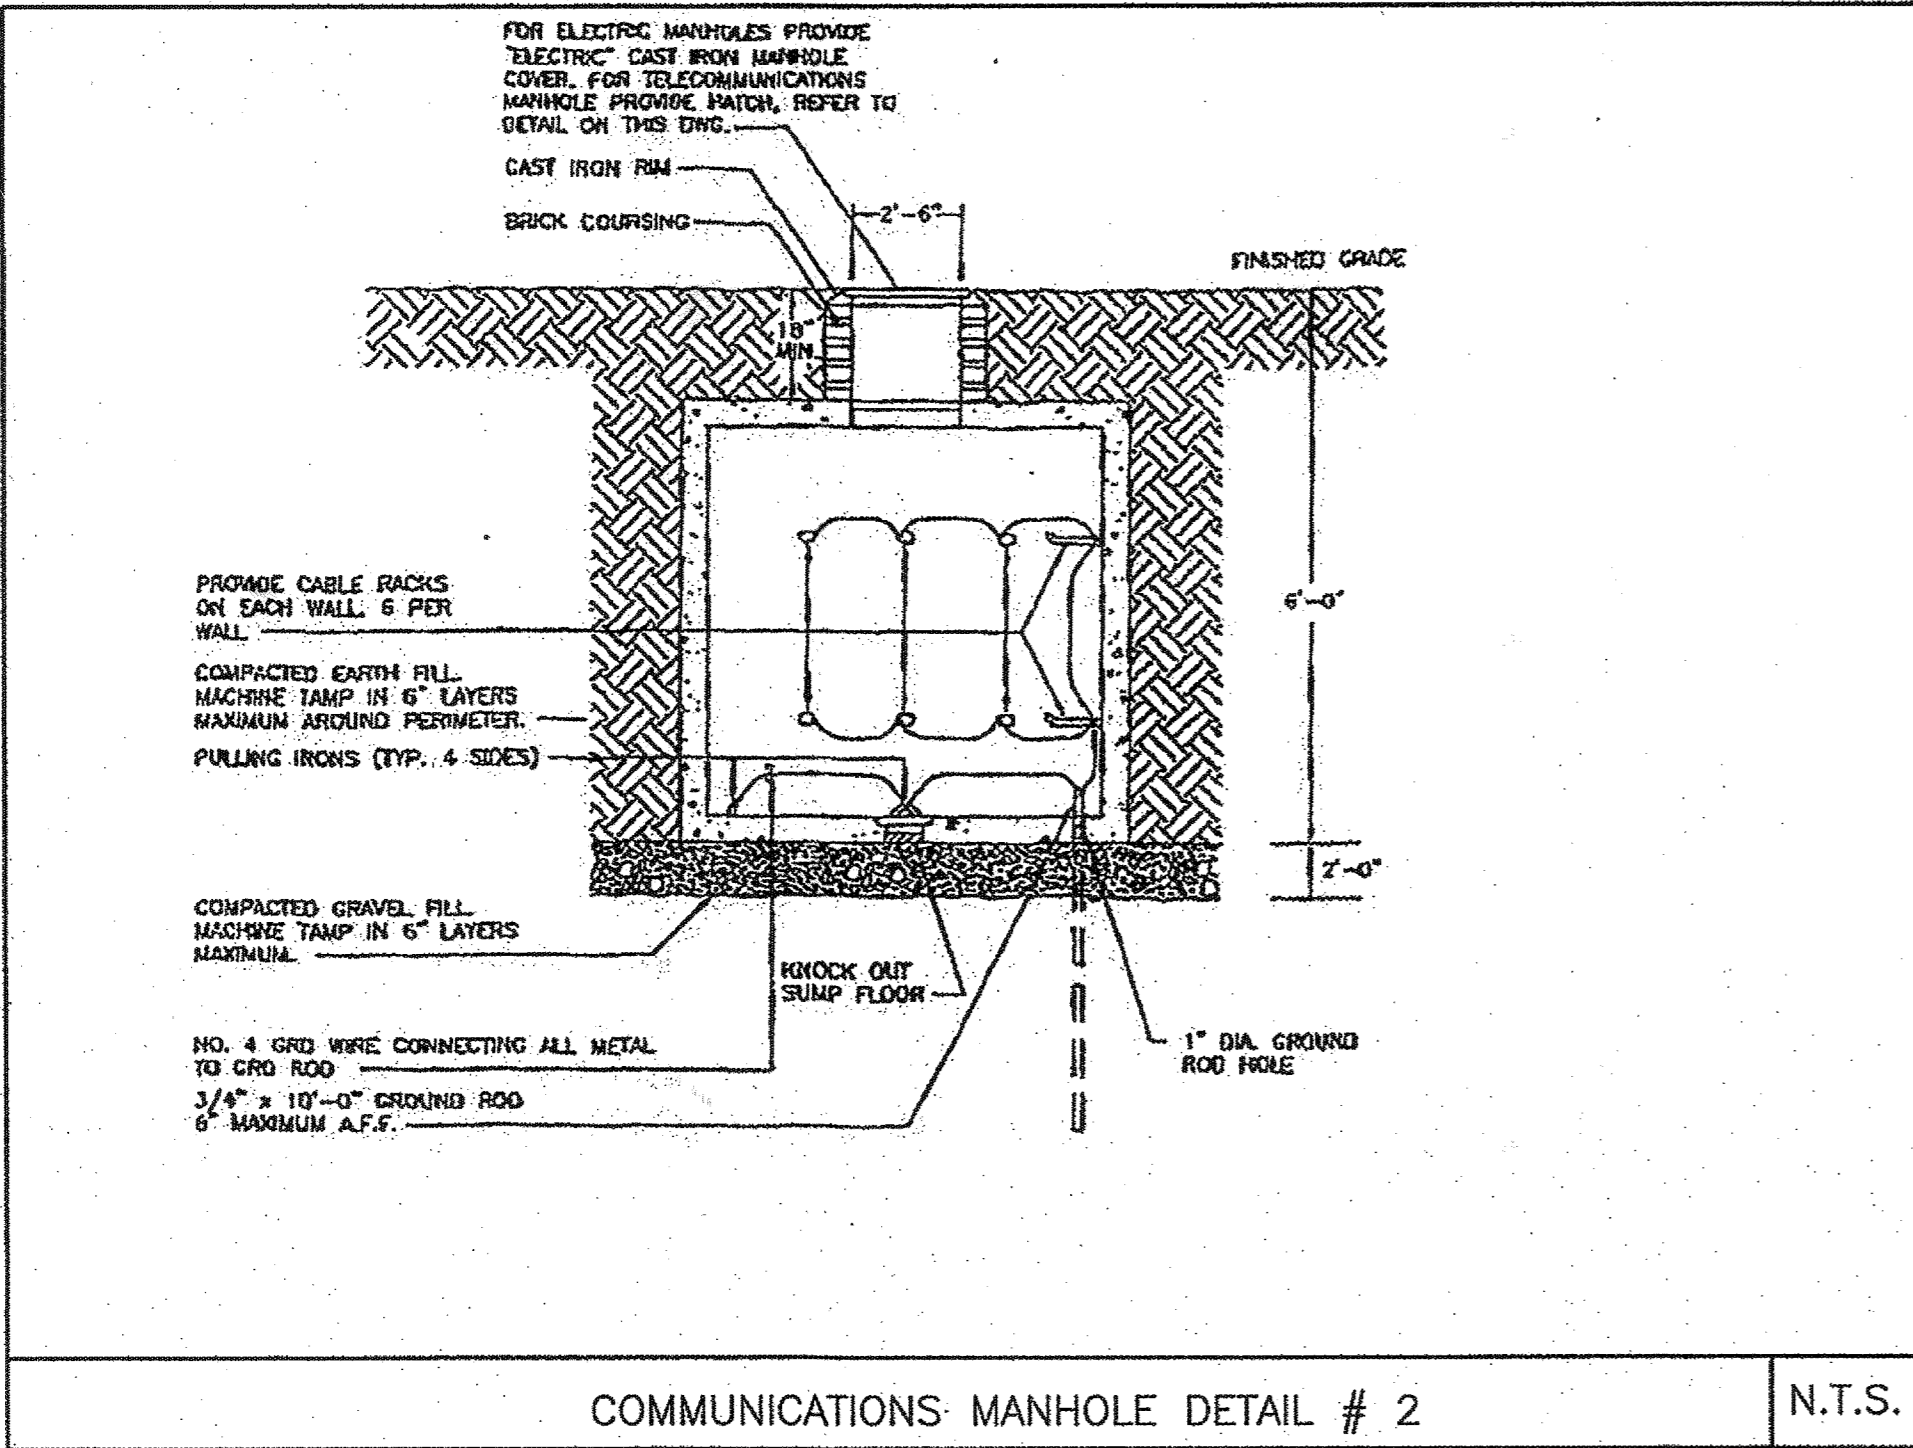 FOR ELECTRIC MANHOLES PROVIDE
"ELECTRIC" CAST IRON MANHOLE
COVER. FOR TELECOMMUNICATIONS
MANHOLE PROVIDE HATCH. REFER TO
DETAIL ON THIS DWG.
CAST IRON RIM
BRICK COURSING
2'-6"
FINISHED GRADE
18"
MIN.
PROVIDE CABLE RACKS
ON EACH WALL. 6 PER
WALL
6'-0"
COMPACTED EARTH FILL.
MACHINE TAMP IN 6" LAYERS
MAXIMUM AROUND PERIMETER.
PULLING IRONS (TYP. 4 SIDES)
2'-0"
COMPACTED GRAVEL FILL.
MACHINE TAMP IN 6" LAYERS
MAXIMUM.
KNOCK OUT
SUMP FLOOR
NO. 4 GRD WIRE CONNECTING ALL METAL
TO GRD ROD
1" DIA. GROUND
ROD HOLE
3/4" x 10'-0" GROUND ROD
6" MAXIMUM A.F.F.
COMMUNICATIONS MANHOLE DETAIL # 2
N.T.S.